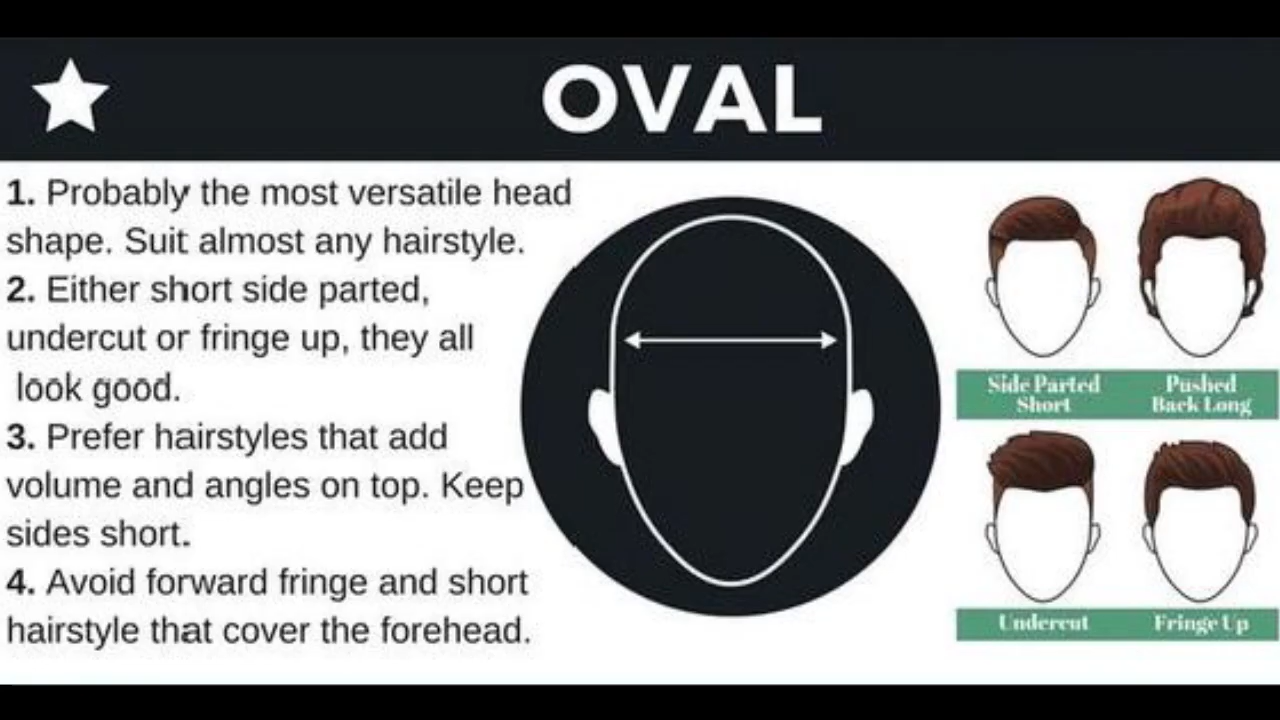 OVAL
1. Probably the most versatile head
shape. Suit almost any hairstyle.
2. Either short side parted,
undercut or fringe up, they all
look good.
3. Prefer hairstyles that add
volume and angles on top. Keep
sides short.
4. Avoid forward fringe and short
hairstyle that cover the forehead.
Side Parted
Short
Pushed
Back Long
Undercut
Fringe Up